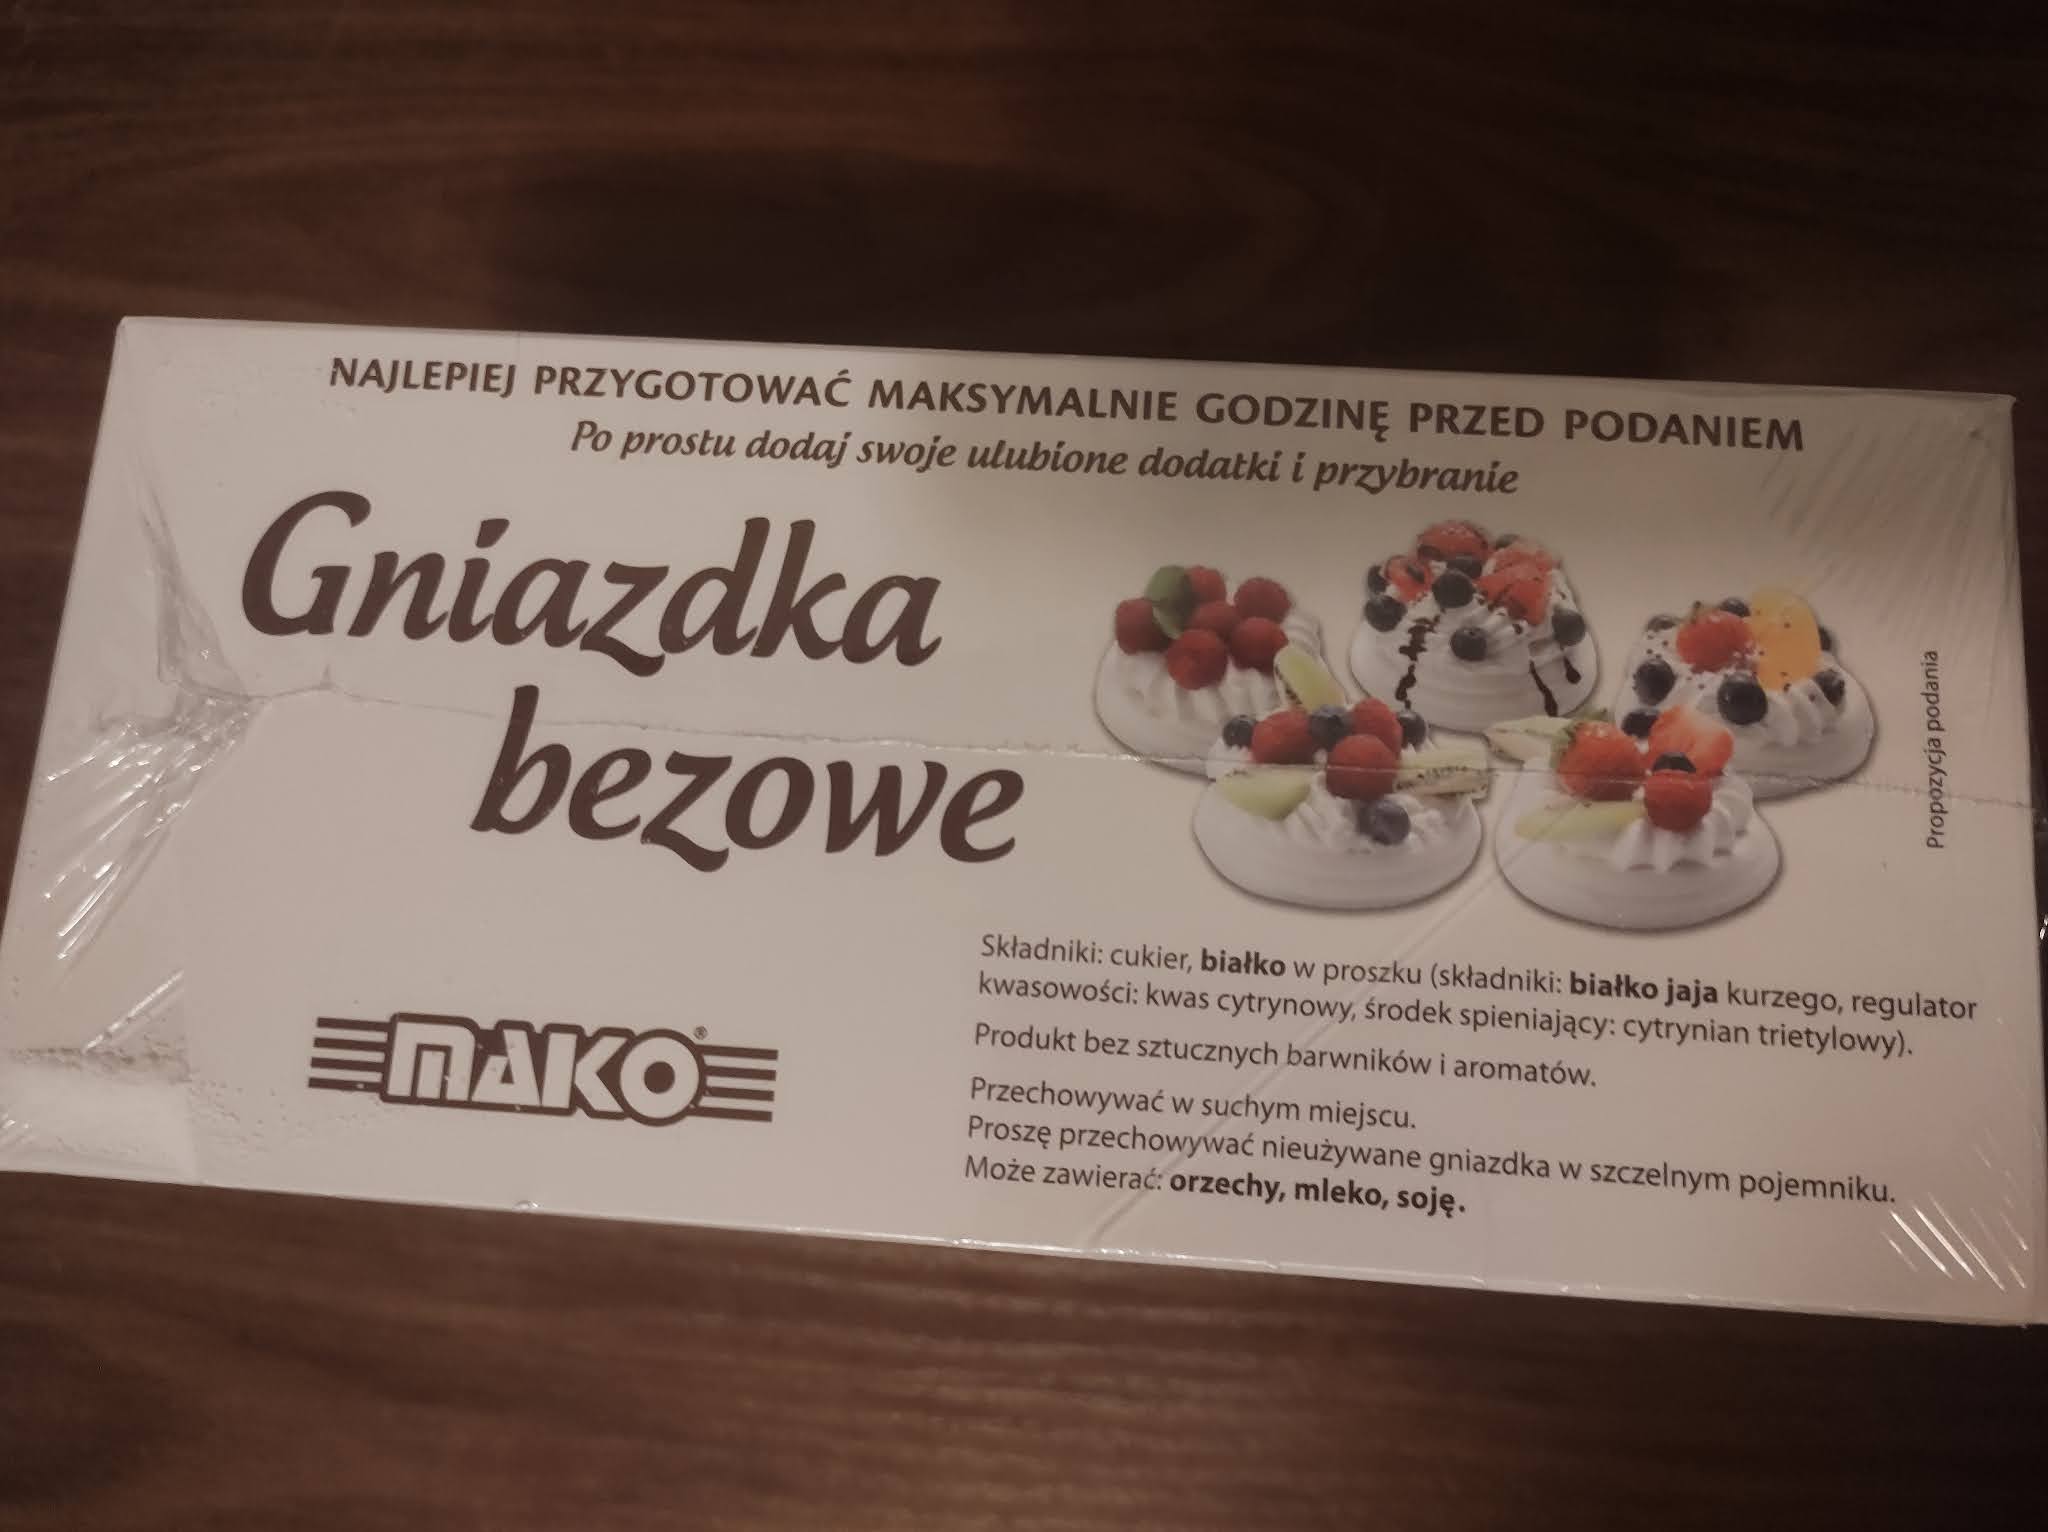 NAJLEPIEJ PRZYGOTOWAĆ MAKSYMALNIE GODZINĘ PRZED PODANIEM
Po prostu dodaj swoje ulubione dodatki i przybranie
Gniazdka
bezowe
Propozycja podania
MAKO®
Składniki: cukier, białko w proszku (składniki: białko jaja kurzego, regulator
kwasowości: kwas cytrynowy, środek spieniający: cytrynian trietylowy).
Produkt bez sztucznych barwników i aromatów.
Przechowywać w suchym miejscu.
Proszę przechowywać nieużywane gniazdka w szczelnym pojemniku.
Może zawierać: orzechy, mleko, soję.